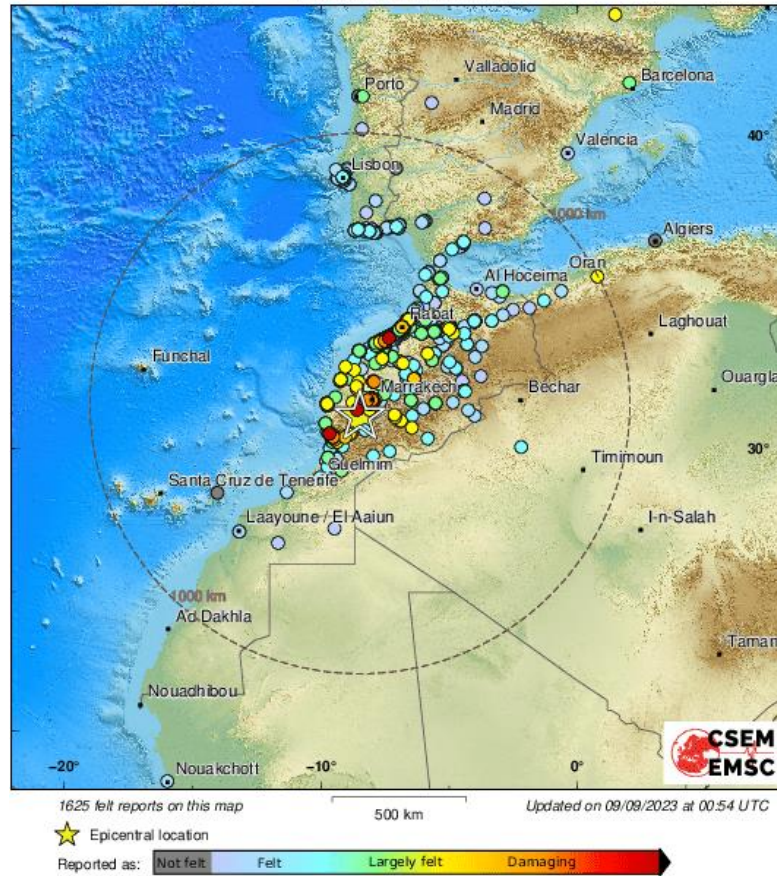 Porto
Valladolid
Barcelona
Madrid
40°
Valencia
Lisbon
1000 km
Algiers
Oran
Al Hoceima
Rabat
Laghouat
Funchal
Marrakech
Béchar
Ouargla
30°
Guelmim
Timimoun
Santa Cruz de Tenerife
Laayoune / El Aaiun
I-n-Salah
1000 km
Ad Dakhla
Taman
Nouadhibou
CSEM
EMSC
−20°
−10°
0°
Nouakchott
1625 felt reports on this map
500 km
Updated on 09/09/2023 at 00:54 UTC
Epicentral location
Reported as: Not felt Felt Largely felt Damaging